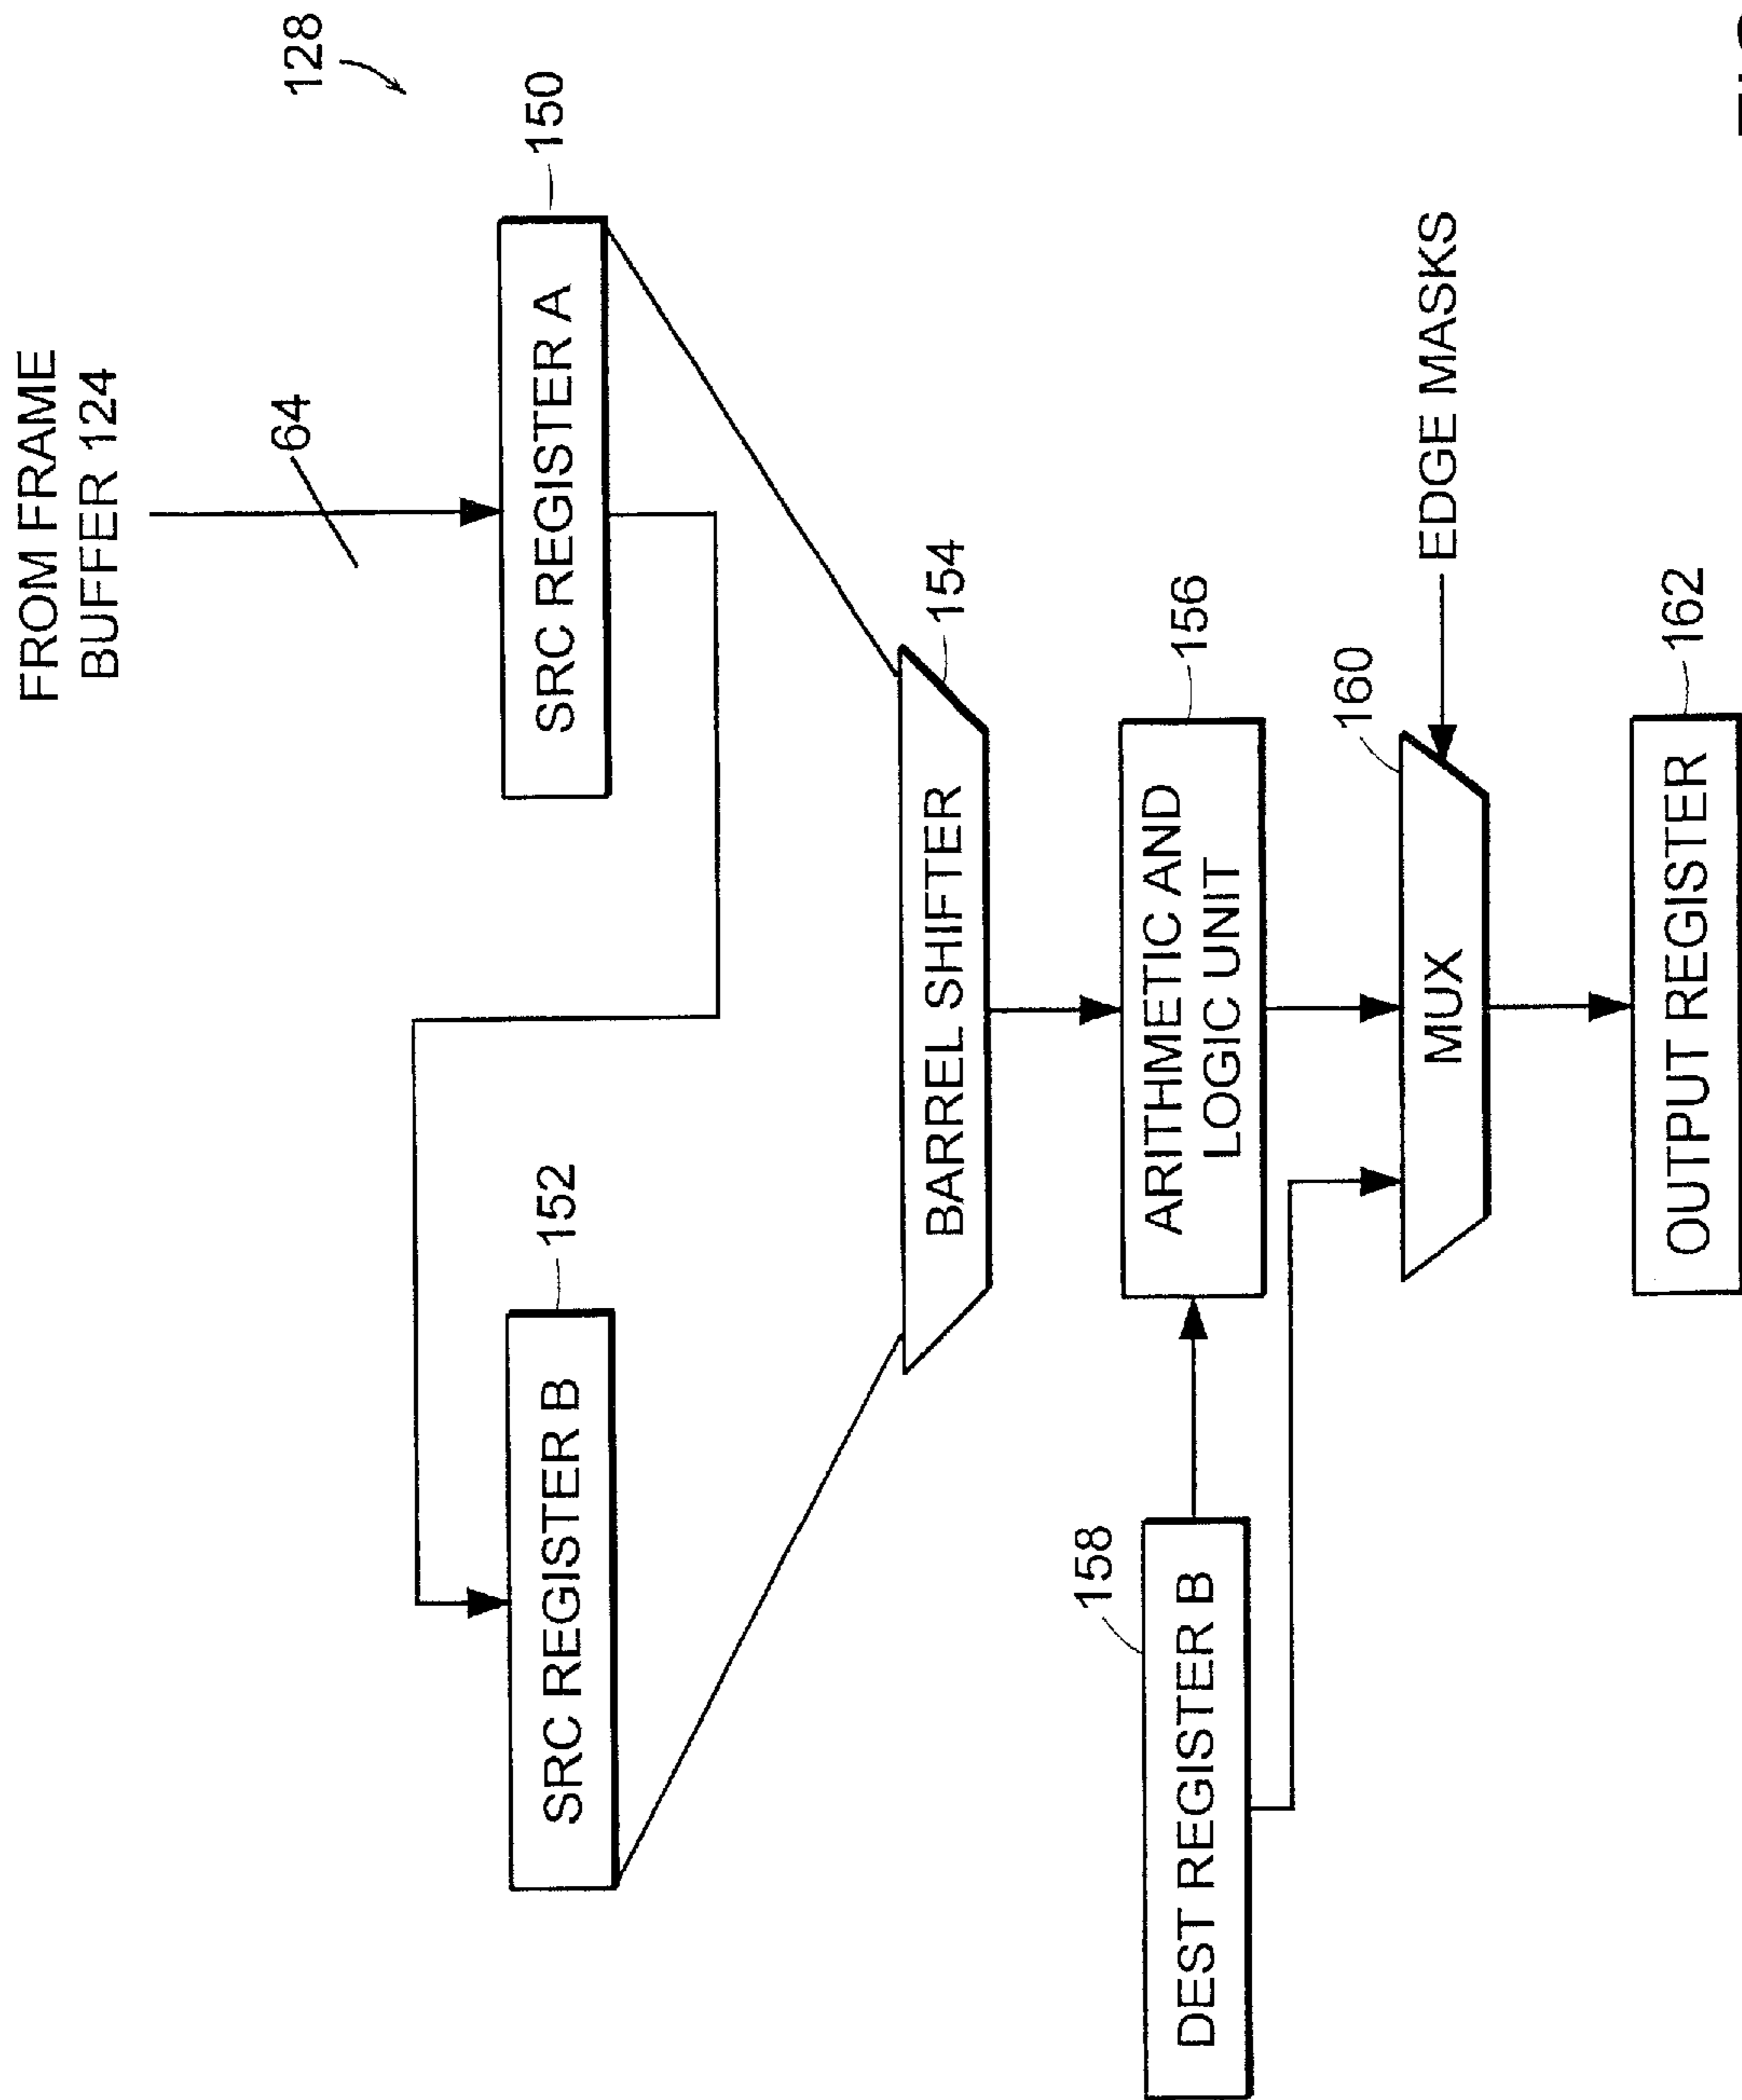 FROM FRAME
BUFFER 124
128
64
150
SRC REGISTER A
152
SRC REGISTER B
154
BARREL SHIFTER
156
ARITHMETIC AND
LOGIC UNIT
158
DEST REGISTER B
160
MUX
EDGE MASKS
162
OUTPUT REGISTER